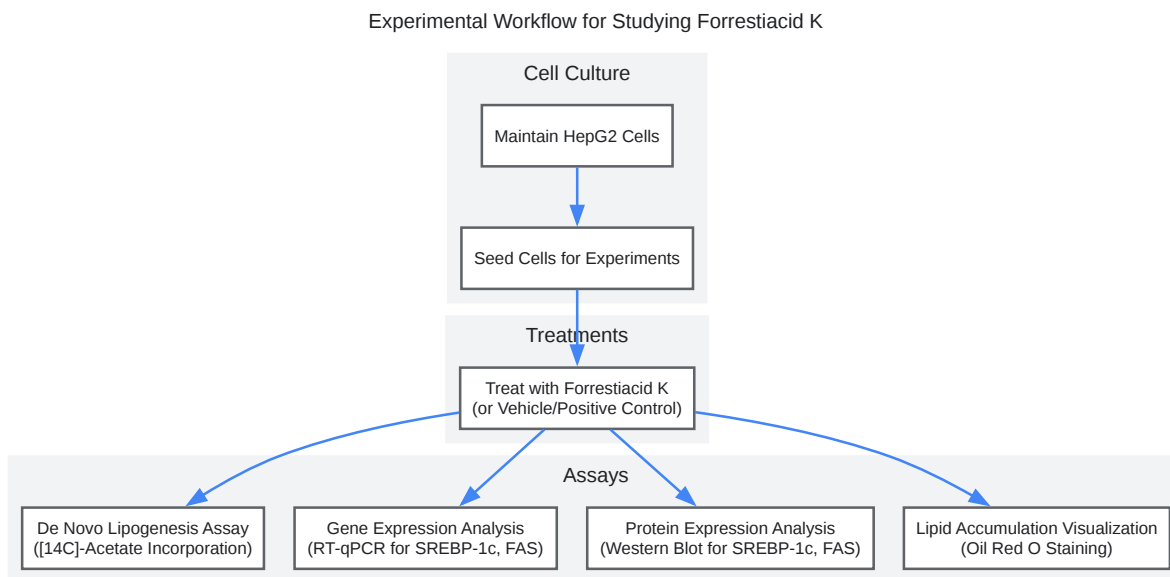 Experimental Workflow for Studying Forrestiacid K
Cell Culture
Maintain HepG2 Cells
Seed Cells for Experiments
Treatments
Treat with Forrestiacid K
(or Vehicle/Positive Control)
Assays
De Novo Lipogenesis Assay
([14C]-Acetate Incorporation)
Gene Expression Analysis
(RT-qPCR for SREBP-1c, FAS)
Protein Expression Analysis
(Western Blot for SREBP-1c, FAS)
Lipid Accumulation Visualization
(Oil Red O Staining)